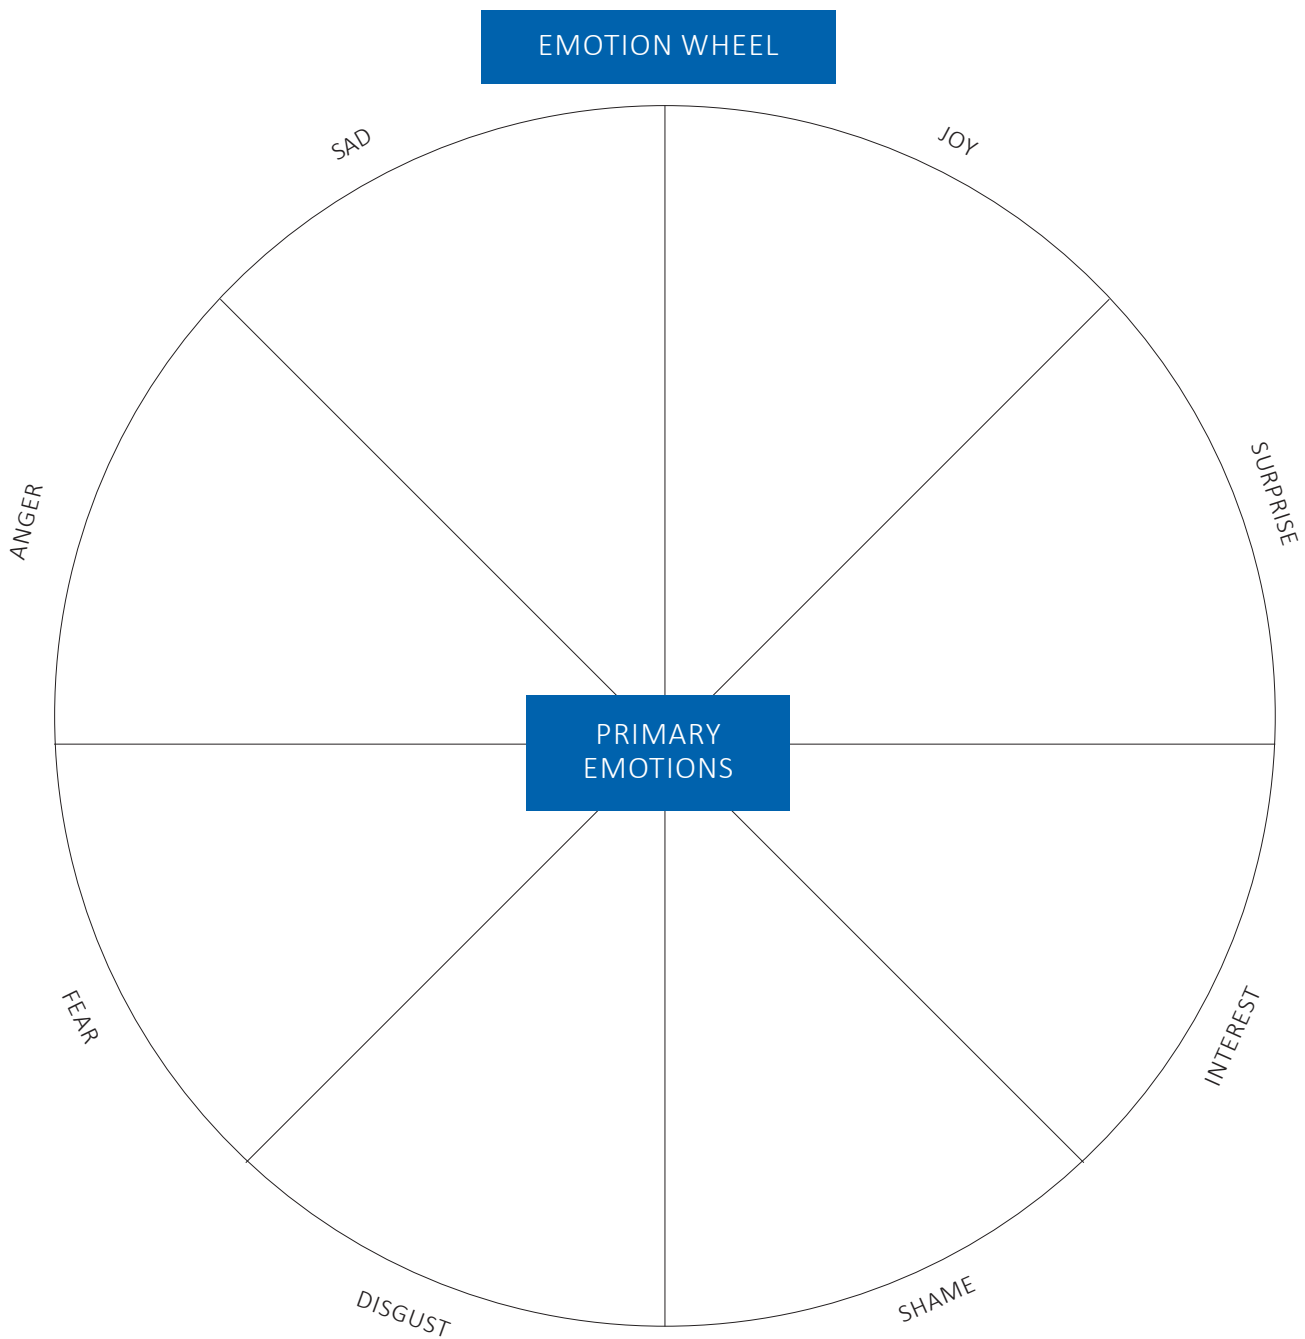 EMOTION WHEEL
SAD
JOY
ANGER
SURPRISE
PRIMARY
EMOTIONS
FEAR
INTEREST
DISGUST
SHAME